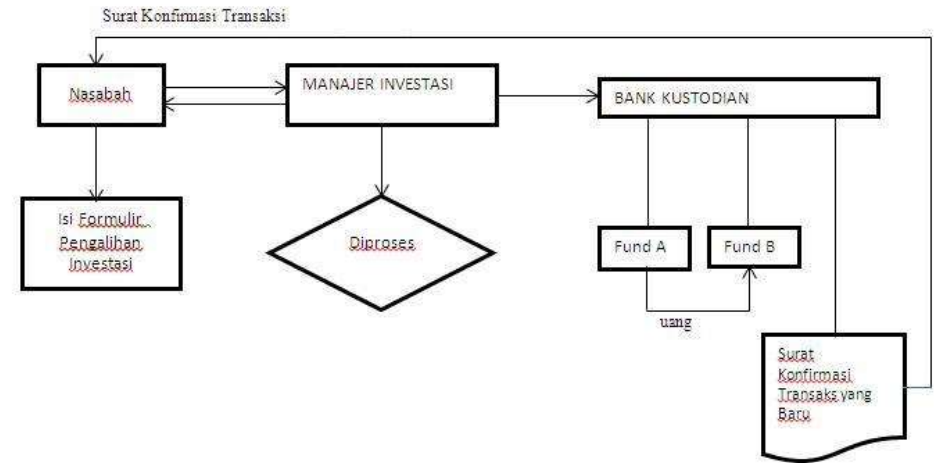 Surat Konfirmasi Transaksi
Nasabah
MANAJER INVESTASI
BANK KUSTODIAN
Isi Formulir
Pengalihan
Investasi
Diproses
Fund A
Fund B
uang
Surat
Konfirmasi
Transaks yang
Baru